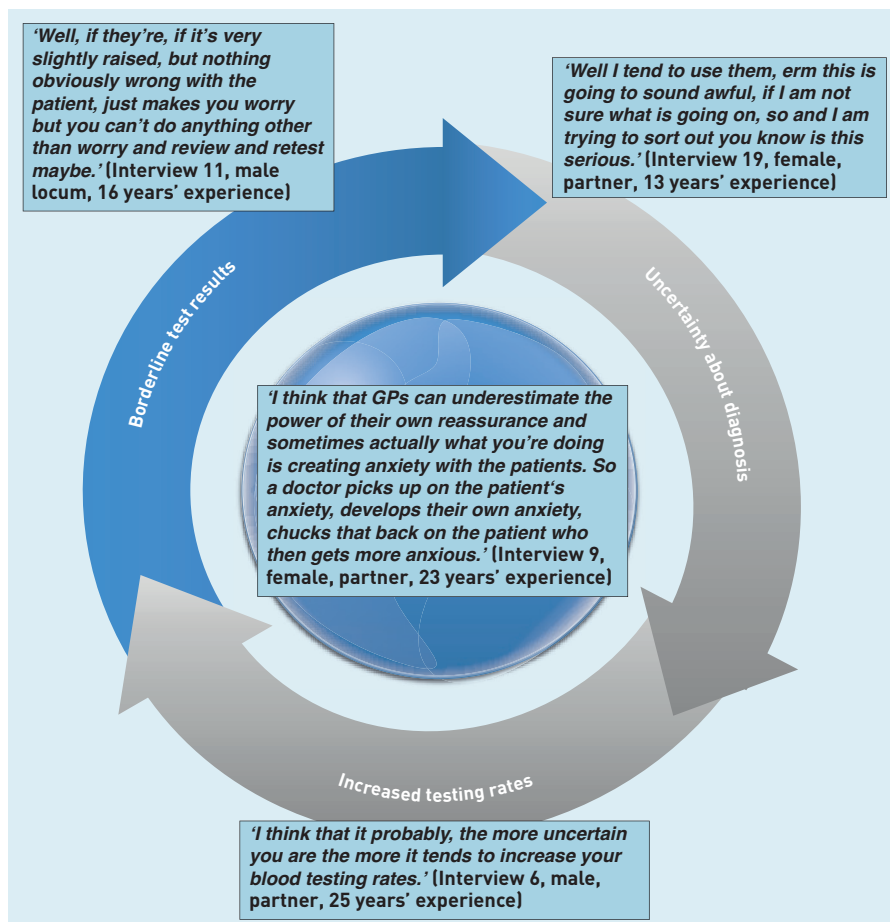 ‘Well, if they’re, if it’s very
slightly raised, but nothing
obviously wrong with the
patient, just makes you worry
but you can’t do anything other
than worry and review and retest
maybe.’ (Interview 11, male
locum, 16 years’ experience)
‘Well I tend to use them, erm this is
going to sound awful, if I am not
sure what is going on, so and I am
trying to sort out you know is this
serious.’ (Interview 19, female,
partner, 13 years’ experience)
Borderline test results
Uncertainty about diagnosis
‘I think that GPs can underestimate the
power of their own reassurance and
sometimes actually what you’re doing
is creating anxiety with the patients. So
a doctor picks up on the patient‘s
anxiety, develops their own anxiety,
chucks that back on the patient who
then gets more anxious.’ (Interview 9,
female, partner, 23 years’ experience)
Increased testing rates
‘I think that it probably, the more uncertain
you are the more it tends to increase your
blood testing rates.’ (Interview 6, male,
partner, 25 years’ experience)